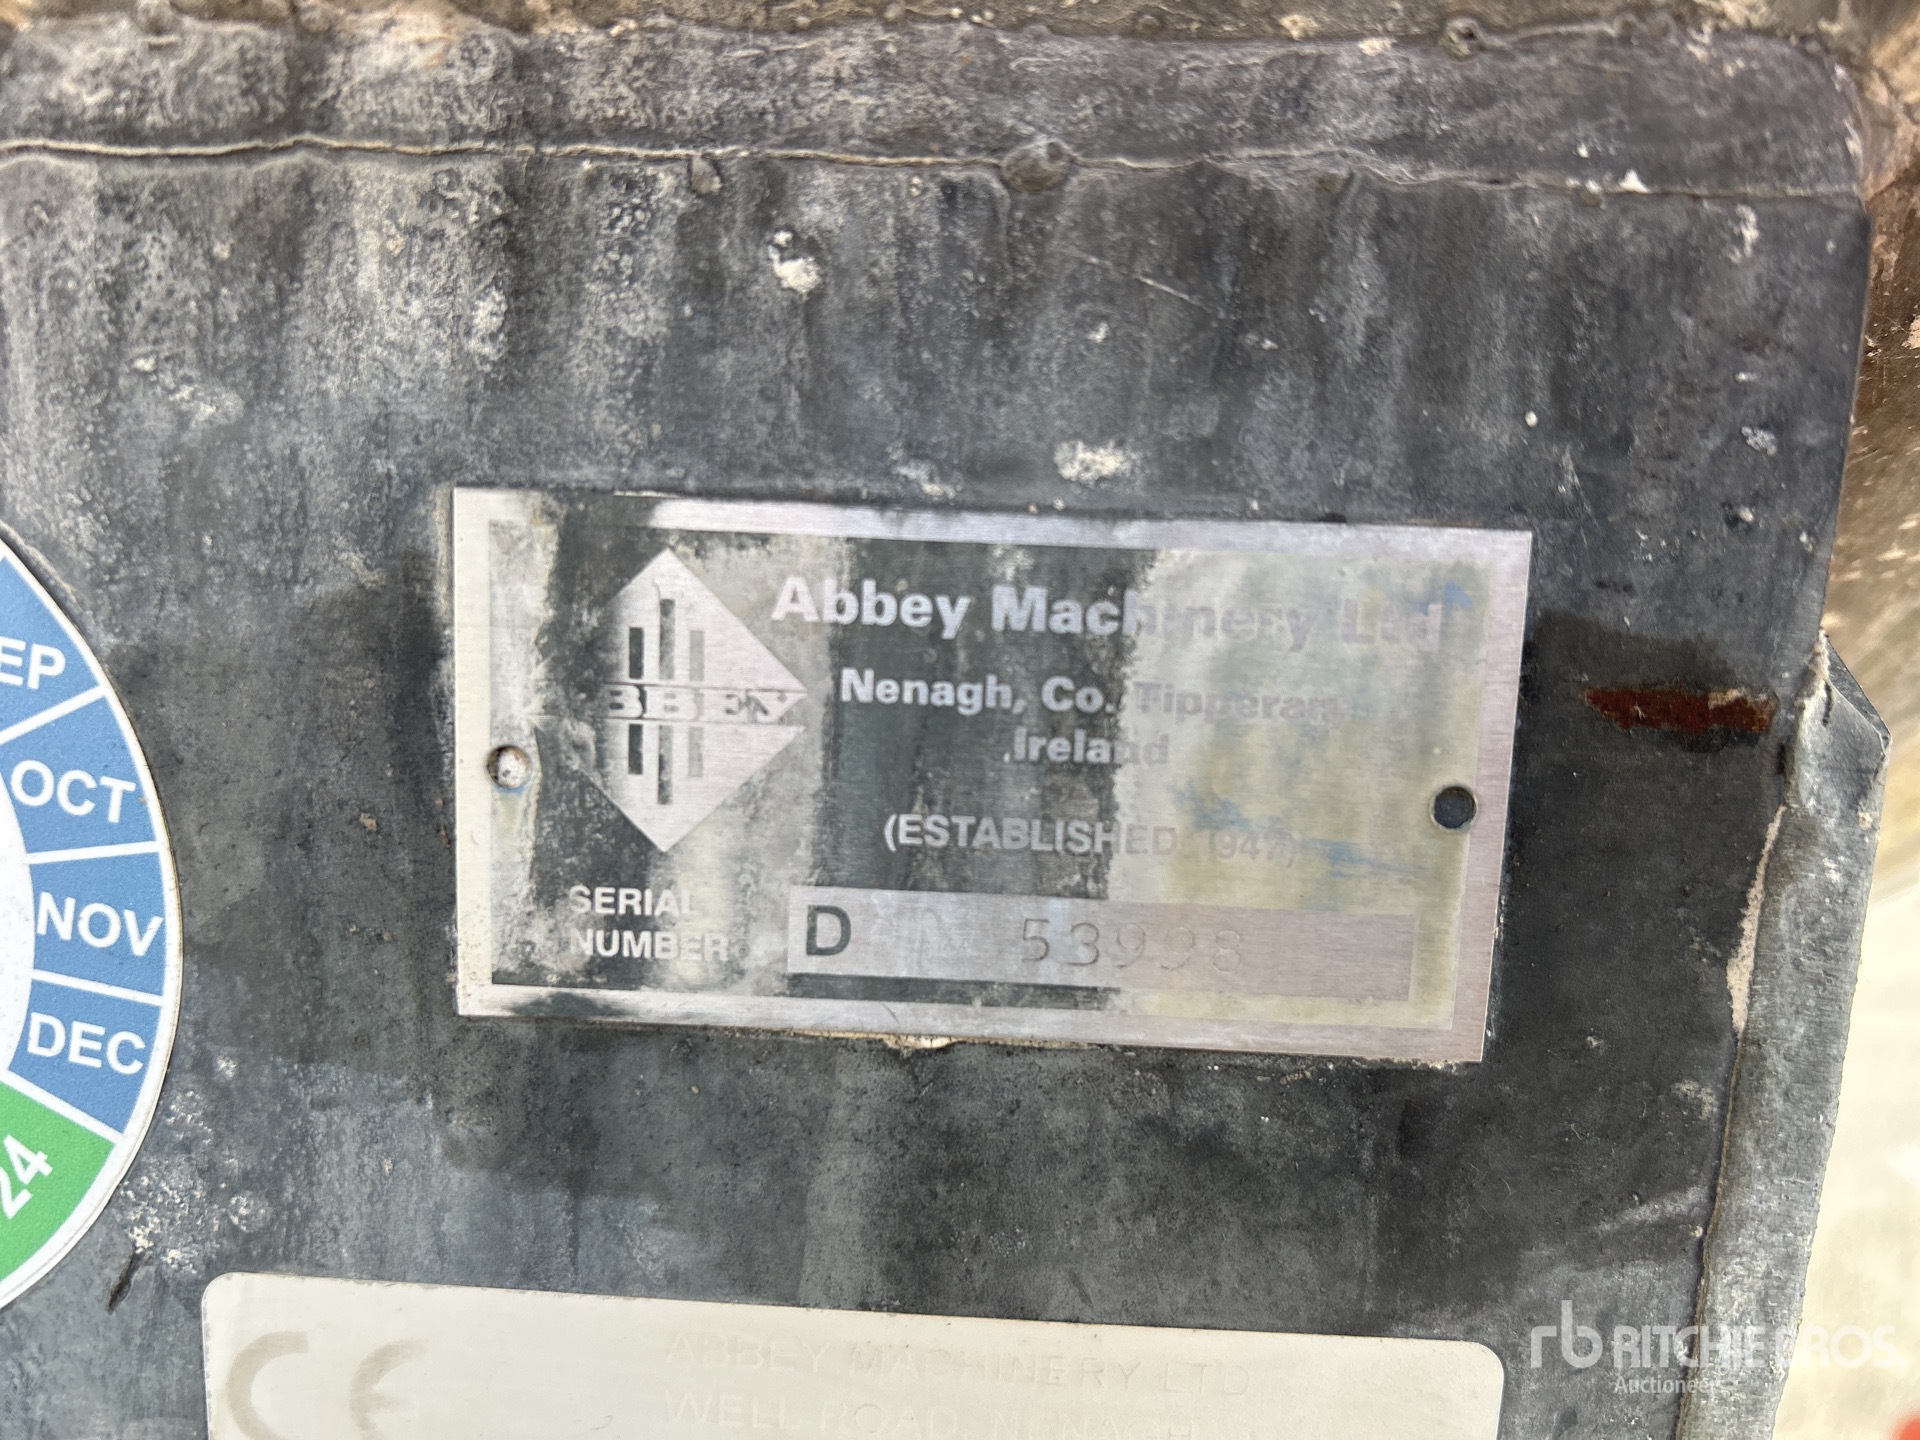 Abbey Machinery Ltd
ABBEY
Nenagh, Co. Tipperary
Ireland
(ESTABLISHED 1947)
SERIAL
NUMBER
D 53998
EP
OCT
NOV
DEC
24
CE
ABBEY MACHINERY LTD
WELL ROAD, NENAGH
rb RITCHIE BROS.
Auctioneers